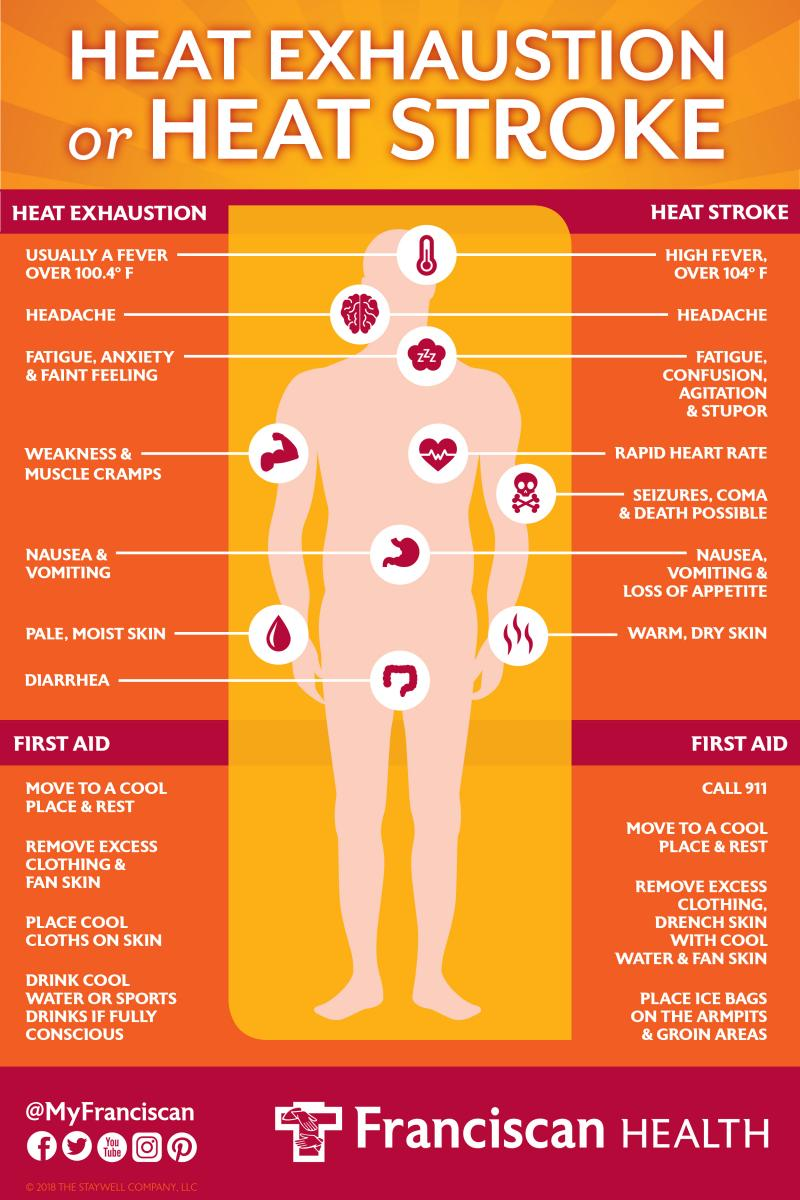 HEAT EXHAUSTION
or HEAT STROKE
HEAT EXHAUSTION
USUALLY A FEVER
OVER 100.4° F
HEADACHE
FATIGUE, ANXIETY
& FAINT FEELING
WEAKNESS &
MUSCLE CRAMPS
NAUSEA &
VOMITING
PALE, MOIST SKIN
DIARRHEA
HEAT STROKE
HIGH FEVER,
OVER 104° F
HEADACHE
FATIGUE,
CONFUSION,
AGITATION
& STUPOR
RAPID HEART RATE
SEIZURES, COMA
& DEATH POSSIBLE
NAUSEA,
VOMITING &
LOSS OF APPETITE
WARM, DRY SKIN
zZz
FIRST AID
MOVE TO A COOL
PLACE & REST
REMOVE EXCESS
CLOTHING &
FAN SKIN
PLACE COOL
CLOTHS ON SKIN
DRINK COOL
WATER OR SPORTS
DRINKS IF FULLY
CONSCIOUS
FIRST AID
CALL 911
MOVE TO A COOL
PLACE & REST
REMOVE EXCESS
CLOTHING,
DRENCH SKIN
WITH COOL
WATER & FAN SKIN
PLACE ICE BAGS
ON THE ARMPITS
& GROIN AREAS
@MyFranciscan
You
Tube
Franciscan HEALTH
© 2018 THE STAYWELL COMPANY, LLC